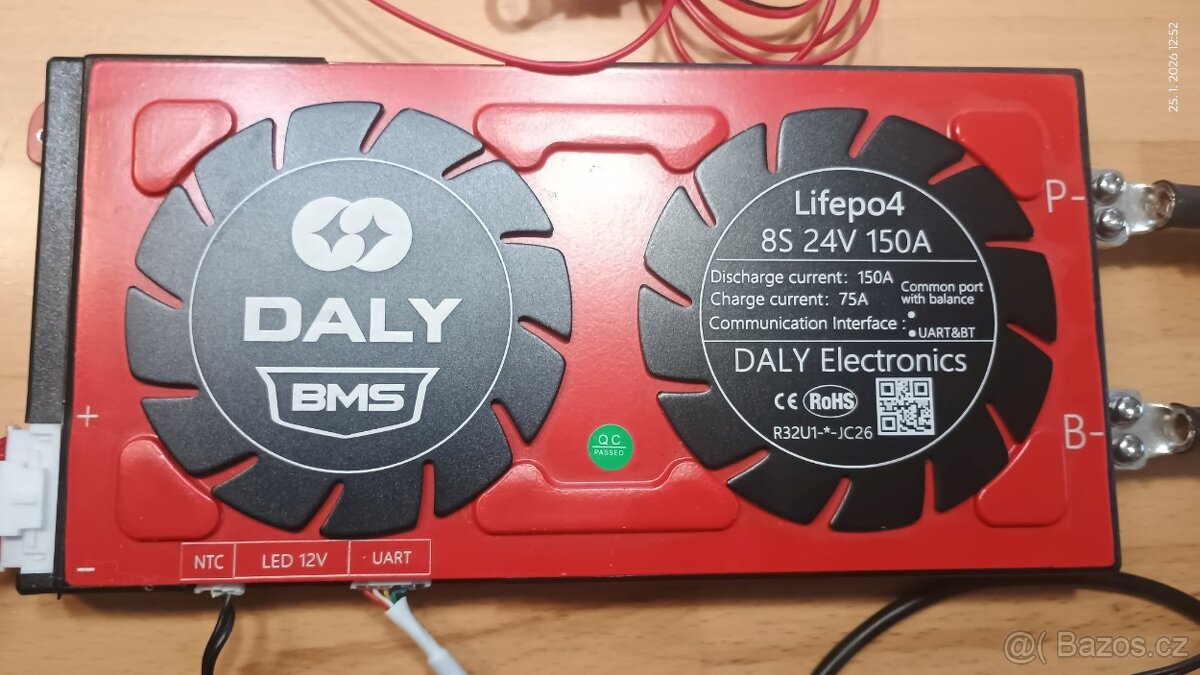 25. 1. 2026 12:52
DALY
BMS
Lifepo4
8S 24V 150A
Discharge current: 150A
Charge current: 75A
Common port
with balance
Communication Interface :
UART&BT
DALY Electronics
CE RoHS
R32U1-*-JC26
QC
PASSED
P-
B-
+
-
NTC
LED 12V
UART
@( Bazos.cz